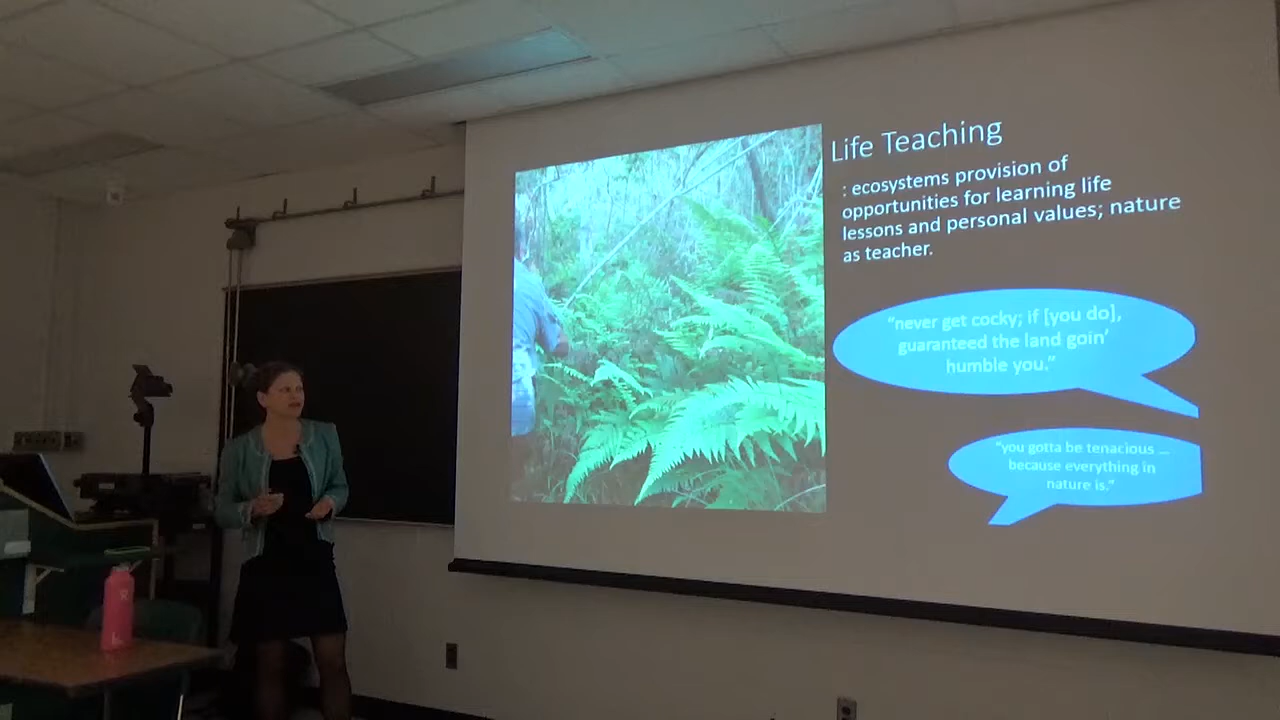 Life Teaching
: ecosystems provision of
opportunities for learning life
lessons and personal values; nature
as teacher.
“never get cocky; if [you do],
guaranteed the land goin’
humble you.”
“you gotta be tenacious ...
because everything in
nature is.”